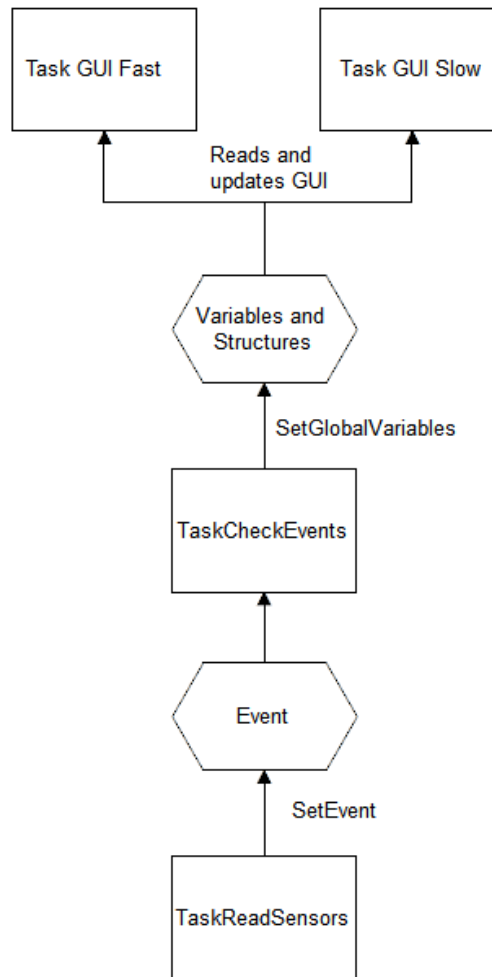 Task GUI Fast
Task GUI Slow
Reads and
updates GUI
Variables and
Structures
SetGlobalVariables
TaskCheckEvents
Event
SetEvent
TaskReadSensors